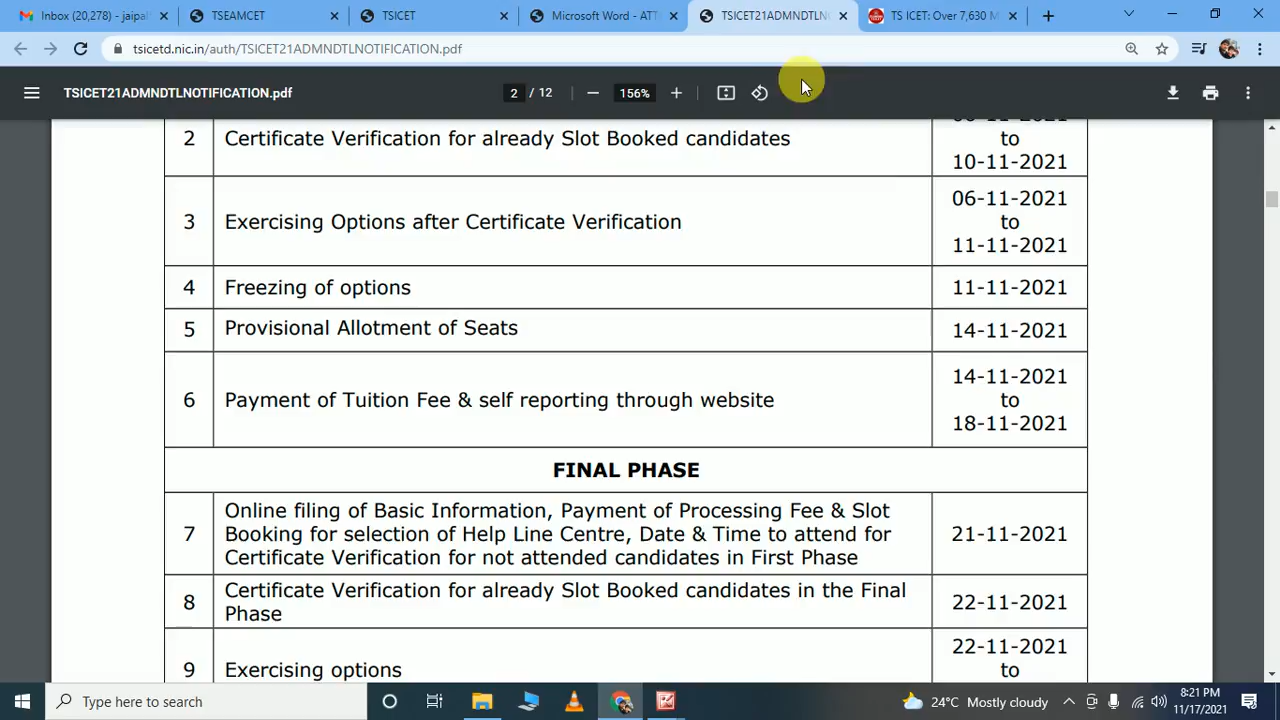 Inbox (20,278) - jaipal
TSEAMCET
TSICET
Microsoft Word - ATT
TSICET21ADMNDTLN
TS ICET: Over 7,630 M
tsicetd.nic.in/auth/TSICET21ADMNDTLNOTIFICATION.pdf
TSICET21ADMNDTLNOTIFICATION.pdf
2 / 12
156%
2 Certificate Verification for already Slot Booked candidates
to
10-11-2021
3 Exercising Options after Certificate Verification
06-11-2021
to
11-11-2021
4 Freezing of options 11-11-2021
5 Provisional Allotment of Seats 14-11-2021
6 Payment of Tuition Fee & self reporting through website
14-11-2021
to
18-11-2021
FINAL PHASE
7 Online filing of Basic Information, Payment of Processing Fee & Slot
Booking for selection of Help Line Centre, Date & Time to attend for
Certificate Verification for not attended candidates in First Phase
21-11-2021
8 Certificate Verification for already Slot Booked candidates in the Final
Phase
22-11-2021
9 Exercising options
22-11-2021
to
Type here to search
24°C Mostly cloudy
8:21 PM
11/17/2021